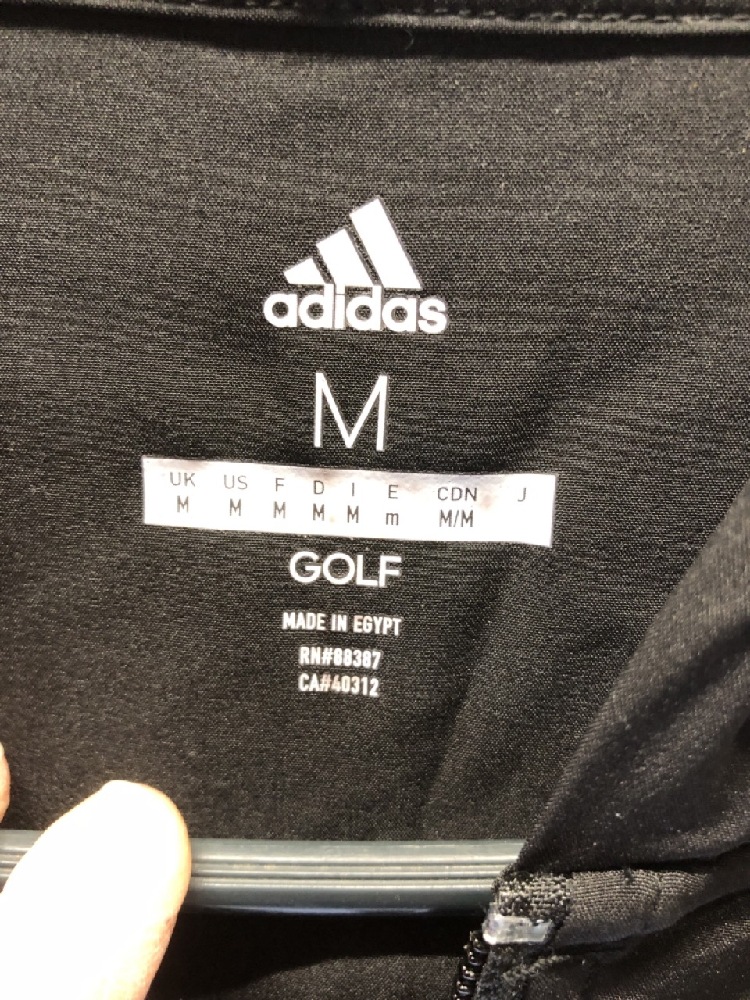 adidas
M
UK US F D I E CDN J
M M M M M m M/M
GOLF
MADE IN EGYPT
RN#88387
CA#40312